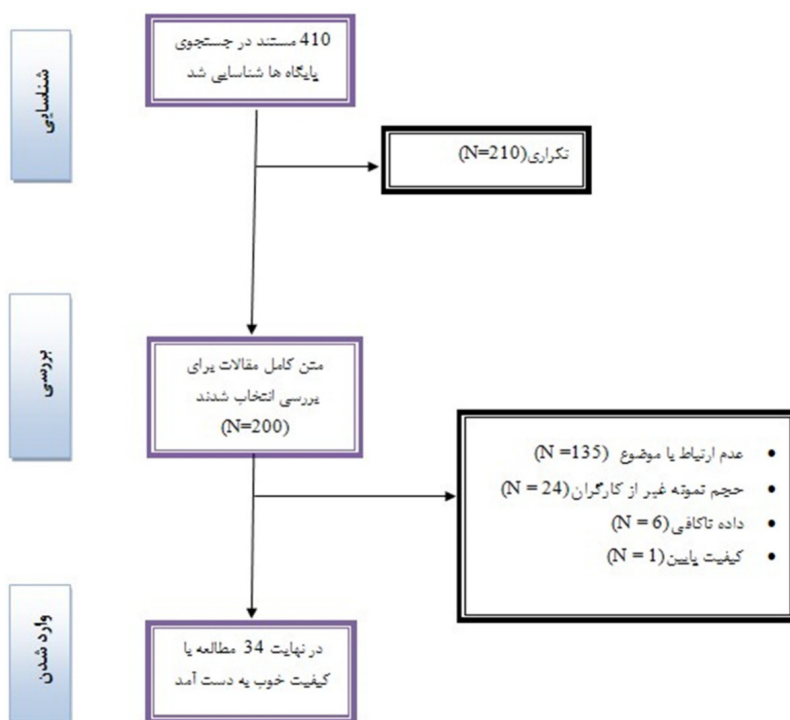 شناسایی
410 مستند در جستجوی
پایگاه ها شناسایی شد
تکراری(N=210)
بررسی
متن کامل مقالات برای
بررسی انتخاب شدند
(N=200)
• عدم ارتباط با موضوع (N =135)
• حجم نمونه غیر از کارگران(N = 24)
• داده ناکافی(N = 6)
• کیفیت پایین(N = 1)
وارد شدن
در نهایت 34 مطالعه با
کیفیت خوب به دست آمد